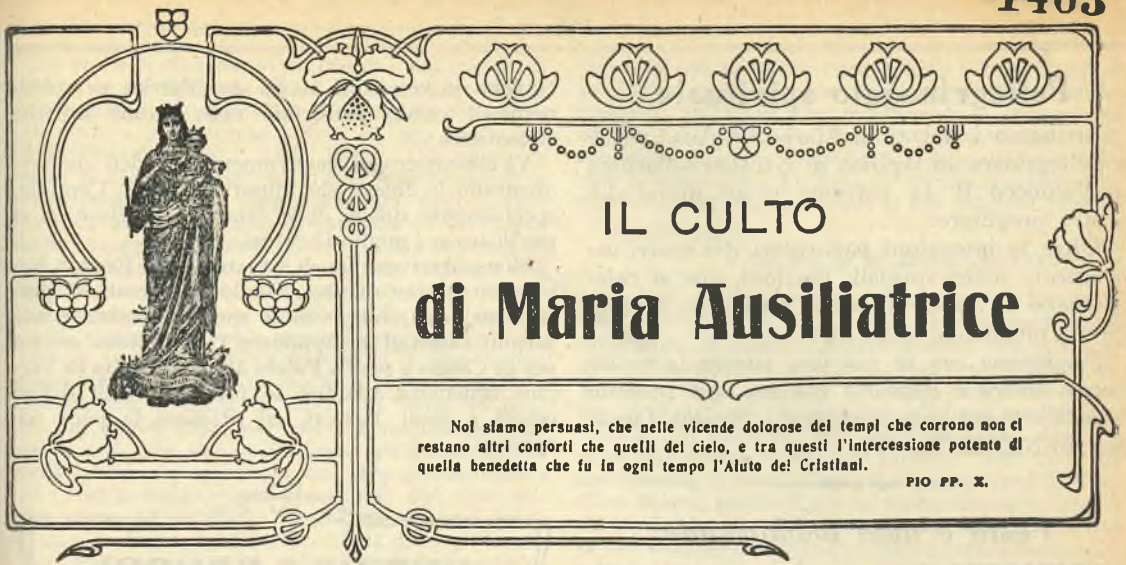 IL CULTO
di Maria Ausiliatrice
Noi siamo persuasi, che nelle vicende dolorose dei tempi che corrono non ci
restano altri conforti che quelli del cielo, e tra questi l'intercessione potente di
quella benedetta che fu in ogni tempo l'Aiuto dei Cristiani.
PIO PP. X.